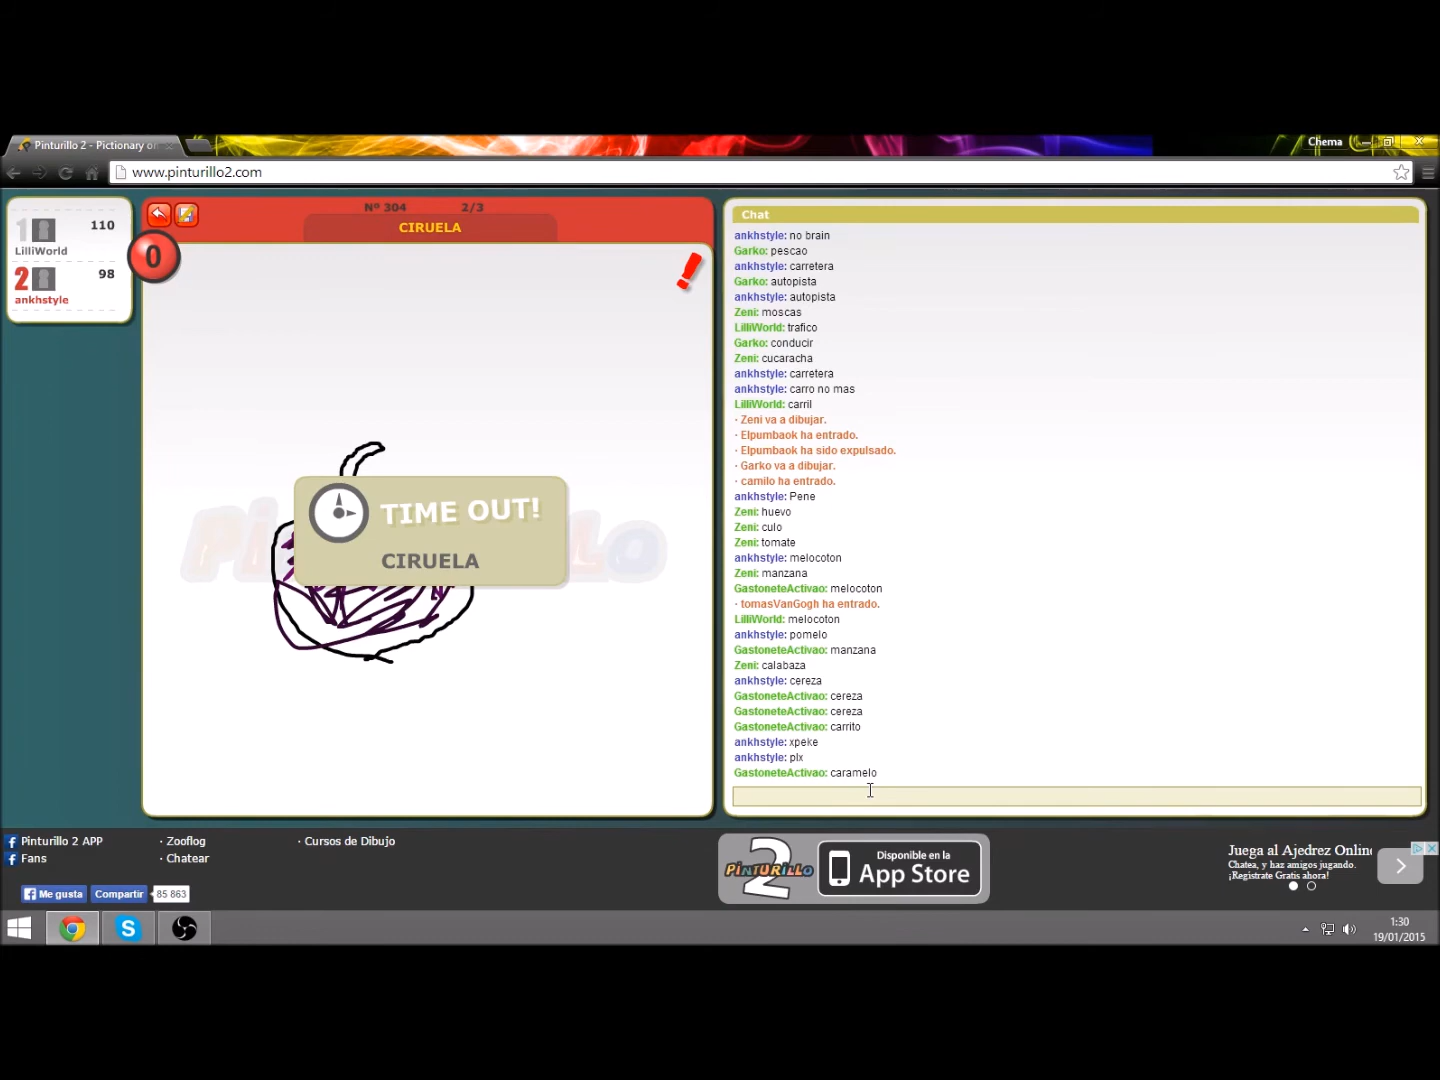 Pinturillo 2 - Pictionary on
Chema
www.pinturillo2.com
1 110
LilliWorld
2 98
ankhstyle
0
Nº 304 2/3
CIRUELA
TIME OUT!
CIRUELA
Chat
ankhstyle: no brain
Garko: pescao
ankhstyle: carretera
Garko: autopista
ankhstyle: autopista
Zeni: moscas
LilliWorld: trafico
Garko: conducir
Zeni: cucaracha
ankhstyle: carretera
ankhstyle: carro no mas
LilliWorld: carril
· Zeni va a dibujar.
· Elpumbaok ha entrado.
· Elpumbaok ha sido expulsado.
· Garko va a dibujar.
· camilo ha entrado.
ankhstyle: Pene
Zeni: huevo
Zeni: culo
Zeni: tomate
ankhstyle: melocoton
Zeni: manzana
GastoneteActivao: melocoton
· tomasVanGogh ha entrado.
LilliWorld: melocoton
ankhstyle: pomelo
GastoneteActivao: manzana
Zeni: calabaza
ankhstyle: cereza
GastoneteActivao: cereza
GastoneteActivao: cereza
GastoneteActivao: carrito
ankhstyle: xpeke
ankhstyle: plx
GastoneteActivao: caramelo
Pinturillo 2 APP
Fans
· Zooflog
· Chatear
· Cursos de Dibujo
Me gusta Compartir 85 863
PINTURILLO 2
Disponible en la
App Store
Juega al Ajedrez Online
Chatea, y haz amigos jugando.
¡Registrate Gratis ahora!
1:30
19/01/2015